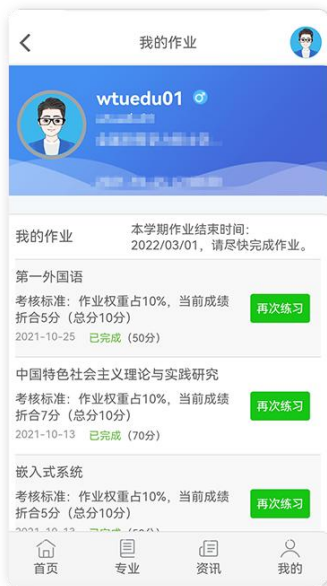 我的作业
wtuedu01
我的作业
本学期作业结束时间：
2022/03/01，请尽快完成作业。
第一外国语
考核标准：作业权重占10%，当前成绩
折合5分（总分10分）
再次练习
2021-10-25 已完成（50分）
中国特色社会主义理论与实践研究
考核标准：作业权重占10%，当前成绩
折合7分（总分10分）
再次练习
2021-10-13 已完成（70分）
嵌入式系统
考核标准：作业权重占10%，当前成绩
折合5分（总分10分）
再次练习
首页
专业
资讯
我的